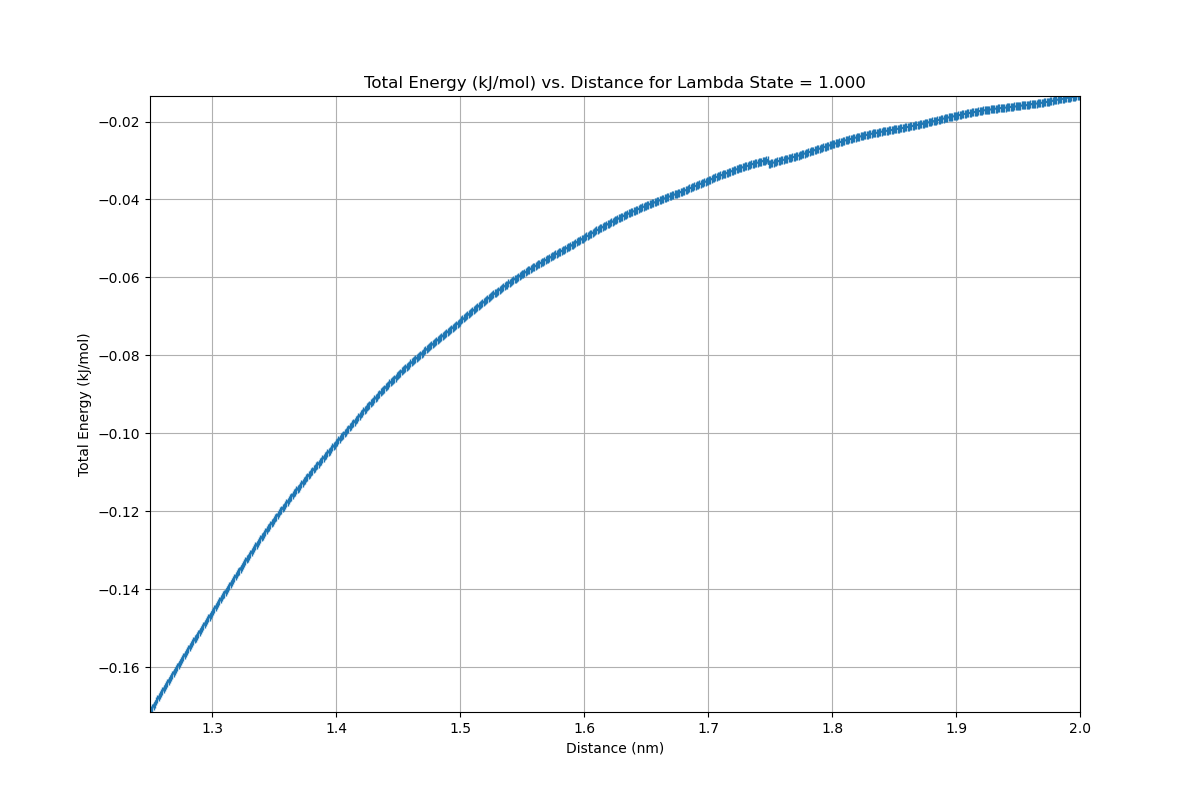 Total Energy (kJ/mol) vs. Distance for Lambda State = 1.000
Total Energy (kJ/mol)
−0.02
−0.04
−0.06
−0.08
−0.10
−0.12
−0.14
−0.16
1.3 1.4 1.5 1.6 1.7 1.8 1.9 2.0
Distance (nm)